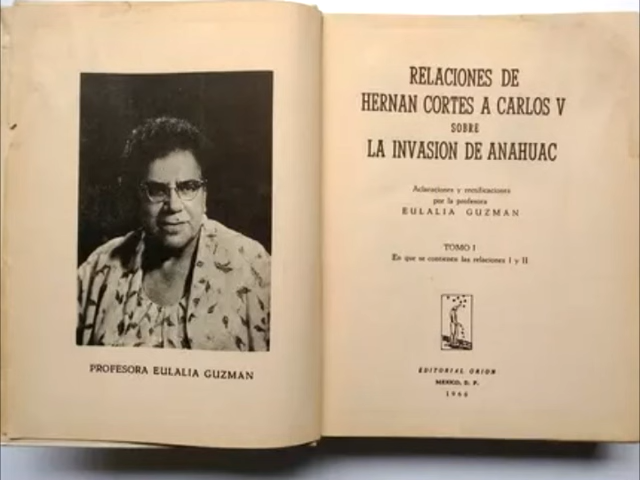 PROFESORA EULALIA GUZMAN
RELACIONES DE
HERNAN CORTES A CARLOS V
SOBRE
LA INVASION DE ANAHUAC
Aclaraciones y rectificaciones
por la profesora
EULALIA GUZMAN
TOMO I
En que se contienen las relaciones I y II
EDITORIAL ORION
MEXICO, D. F.
1966